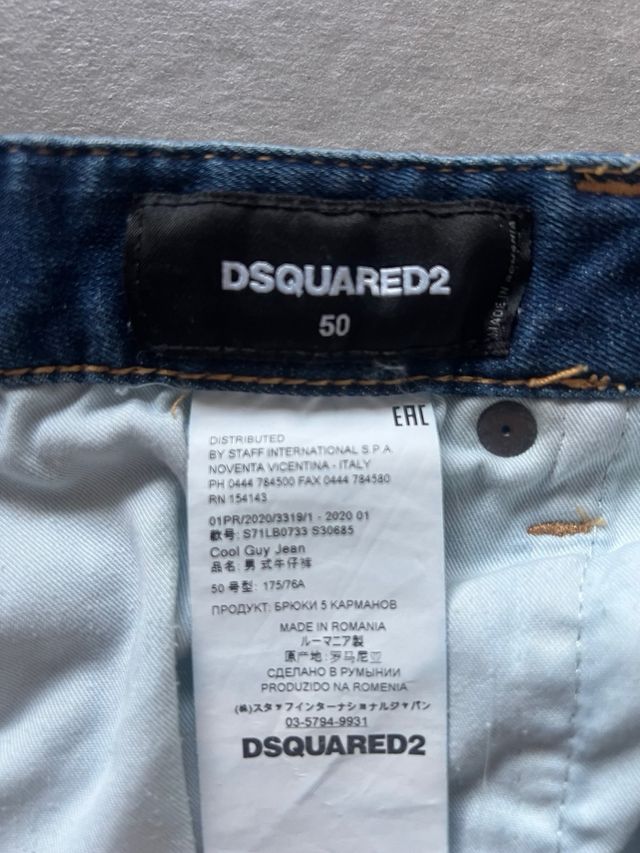 DSQUARED2
50
MADE IN ROMANIA
EAC
DISTRIBUTED
BY STAFF INTERNATIONAL S.P.A.
NOVENTA VICENTINA - ITALY
PH 0444 784500 FAX 0444 784580
RN 154143
01PR/2020/3319/1 - 2020 01
款号: S71LB0733 S30685
Cool Guy Jean
品名: 男式牛仔裤
50 号型: 175/76A
ПРОДУКТ: БРЮКИ 5 КАРМАНОВ
MADE IN ROMANIA
ルーマニア製
原产地: 罗马尼亚
СДЕЛАНО В РУМЫНИИ
PRODUZIDO NA ROMENIA
(株)スタッフインターナショナルジャパン
03-5794-9931
DSQUARED2